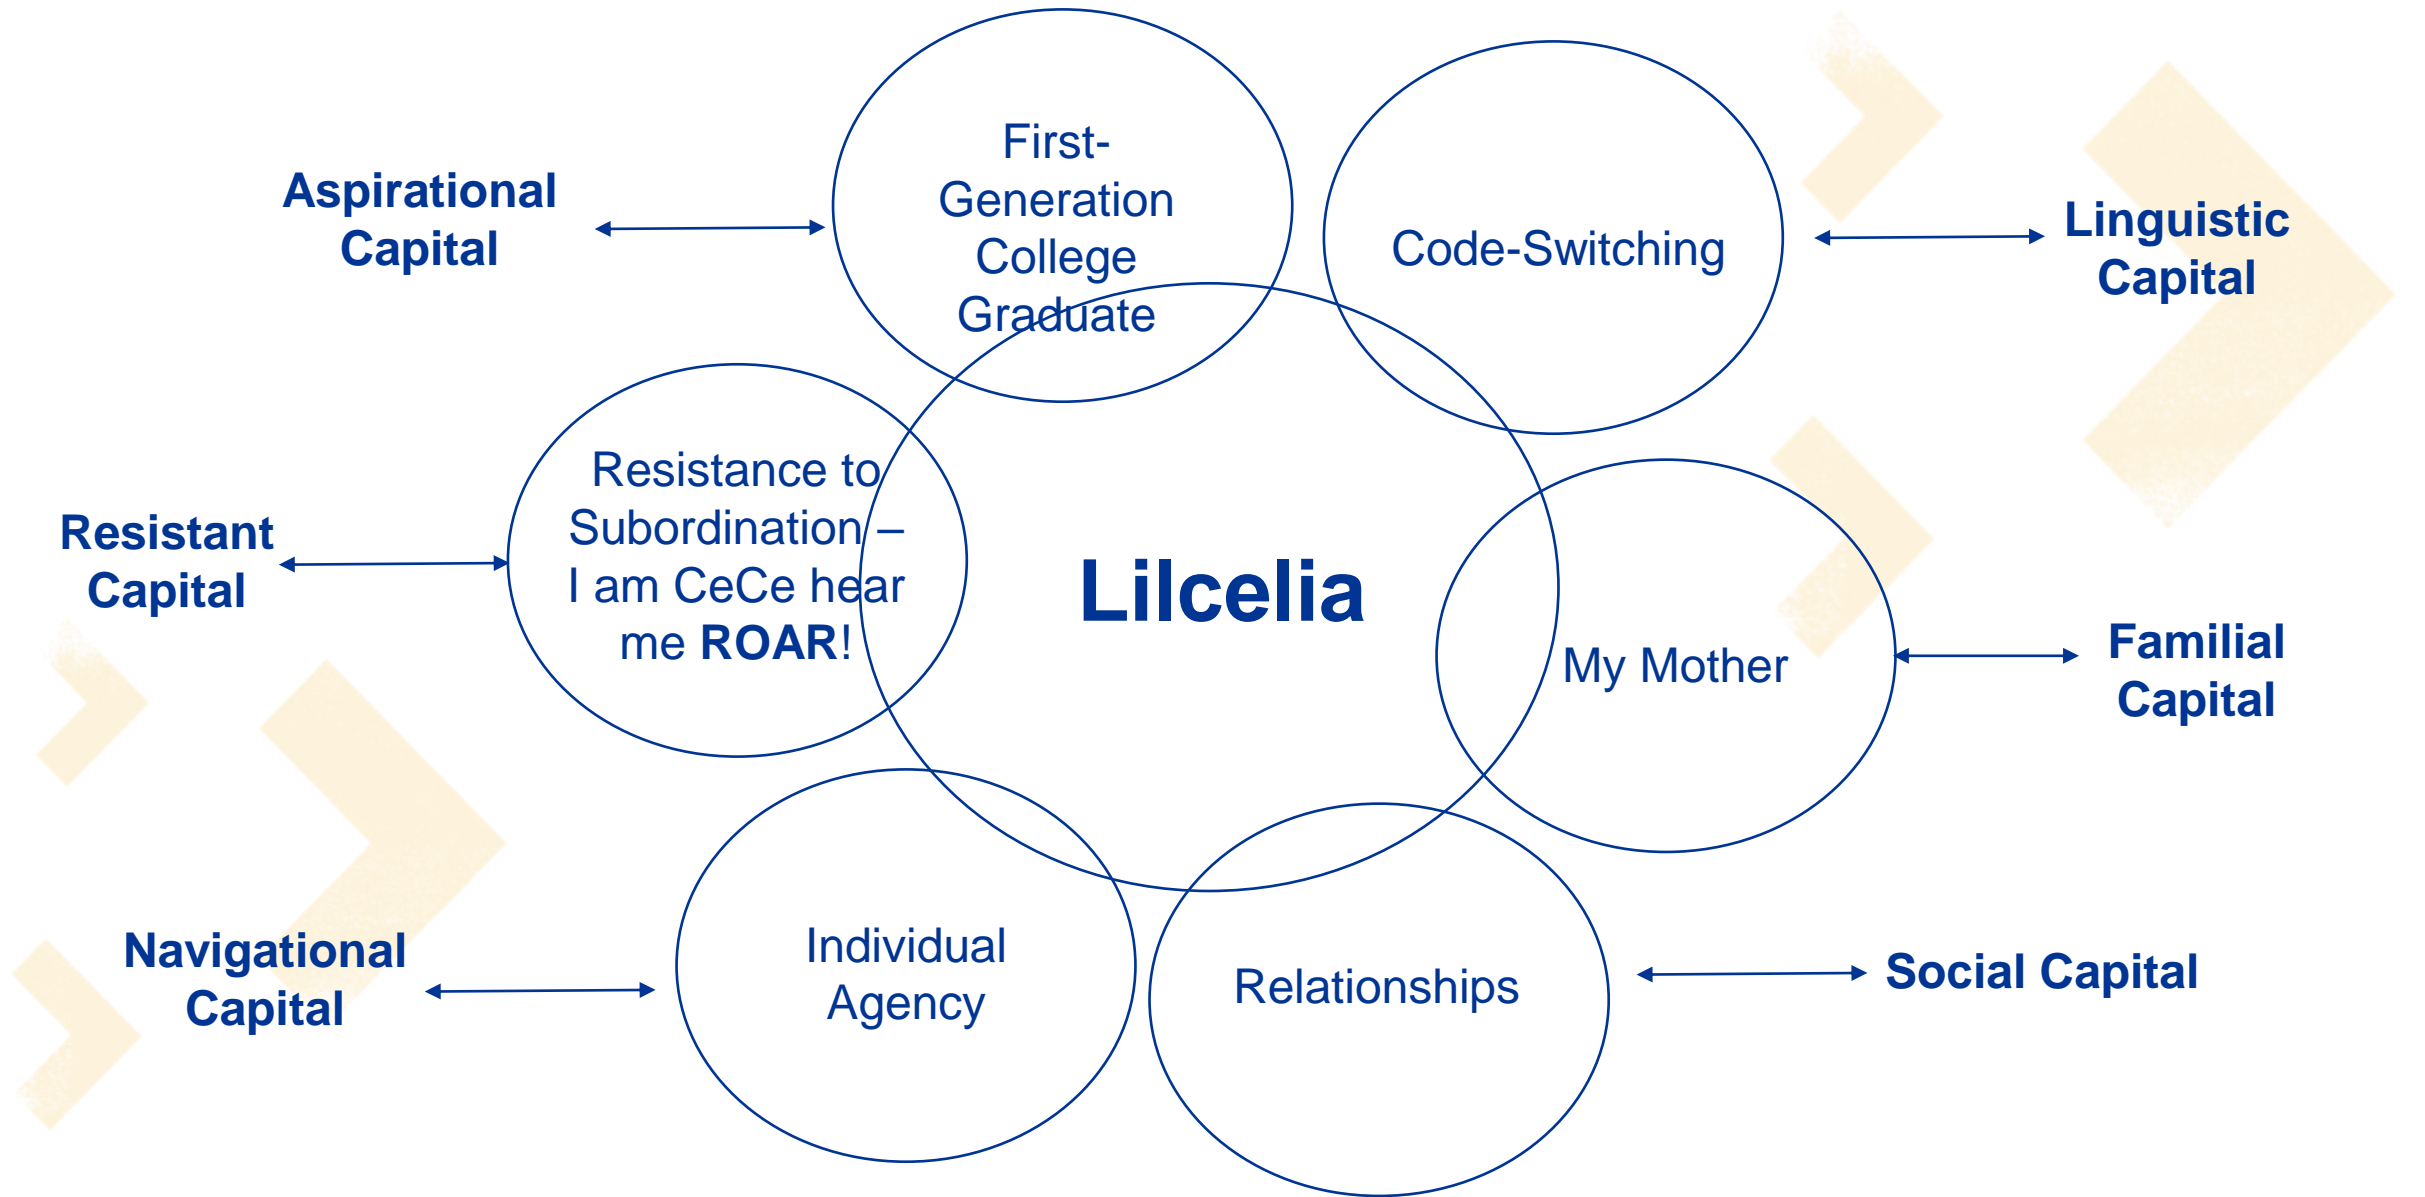 First-
Generation
College
Graduate
Aspirational
Capital
Code-Switching
Linguistic
Capital
Resistance to
Subordination –
I am CeCe hear
me ROAR!
Resistant
Capital
Lilcelia
My Mother
Familial
Capital
Individual
Agency
Navigational
Capital
Relationships
Social Capital